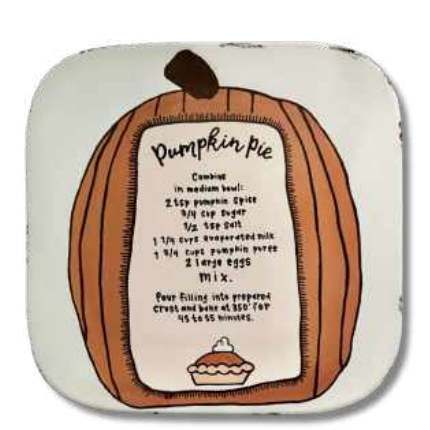 Pumpkin Pie
Combine
in medium bowl:
2 tsp pumpkin spice
3/4 cup sugar
1/2 tsp salt
1 1/4 cups evaporated milk
1 3/4 cups pumpkin puree
2 large eggs
mix.
Pour filling into prepared
crust and bake at 350° for
45 to 55 minutes.